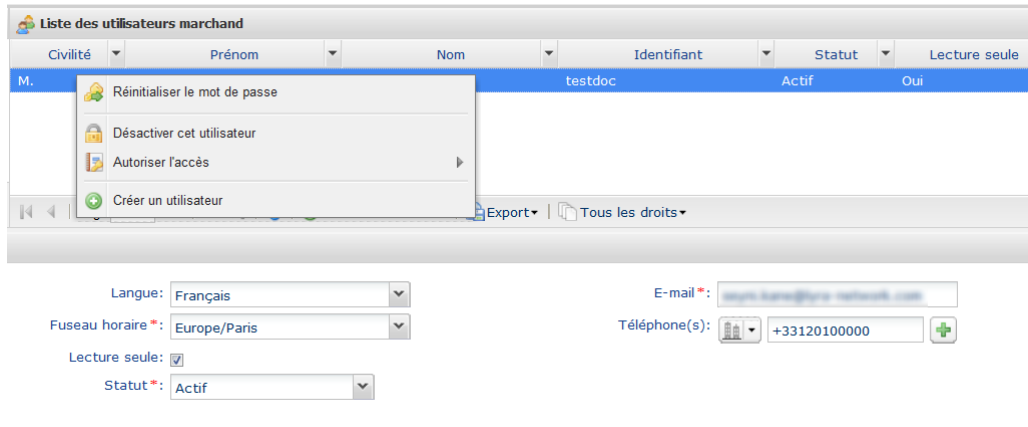 Liste des utilisateurs marchand
Civilité Prénom Nom Identifiant Statut Lecture seule
M. testdoc Actif Oui
Réinitialiser le mot de passe
Désactiver cet utilisateur
Autoriser l'accès
Créer un utilisateur
Export Tous les droits
Langue: Français E-mail*:
Fuseau horaire*: Europe/Paris Téléphone(s): +33120100000
Lecture seule:
Statut*: Actif